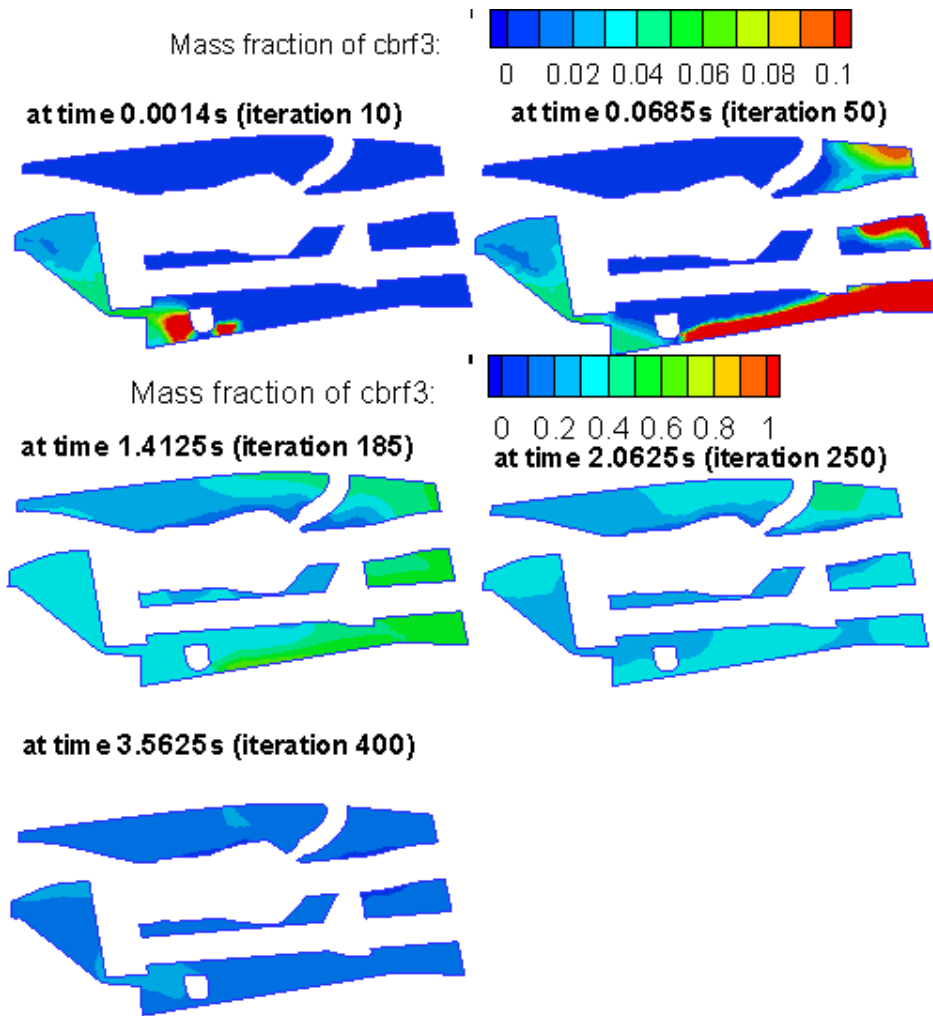 Mass fraction of cbrf3:
0 0.02 0.04 0.06 0.08 0.1
at time 0.0014s (iteration 10)
at time 0.0685s (iteration 50)
Mass fraction of cbrf3:
0 0.2 0.4 0.6 0.8 1
at time 1.4125s (iteration 185)
at time 2.0625s (iteration 250)
at time 3.5625s (iteration 400)